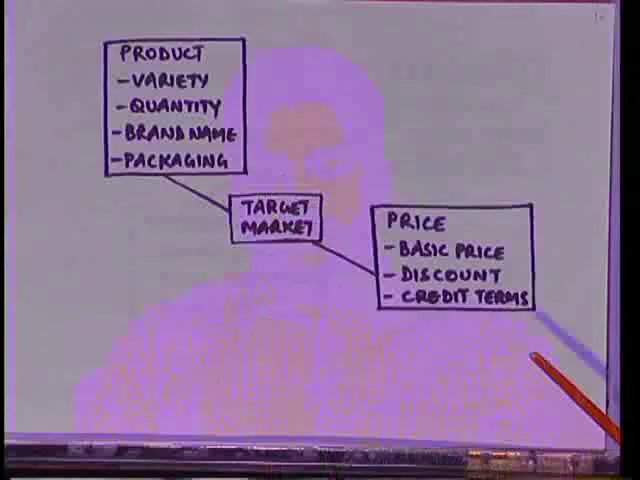 PRODUCT
- VARIETY
- QUANTITY
- BRAND NAME
- PACKAGING
TARGET
MARKET
PRICE
- BASIC PRICE
- DISCOUNT
- CREDIT TERMS